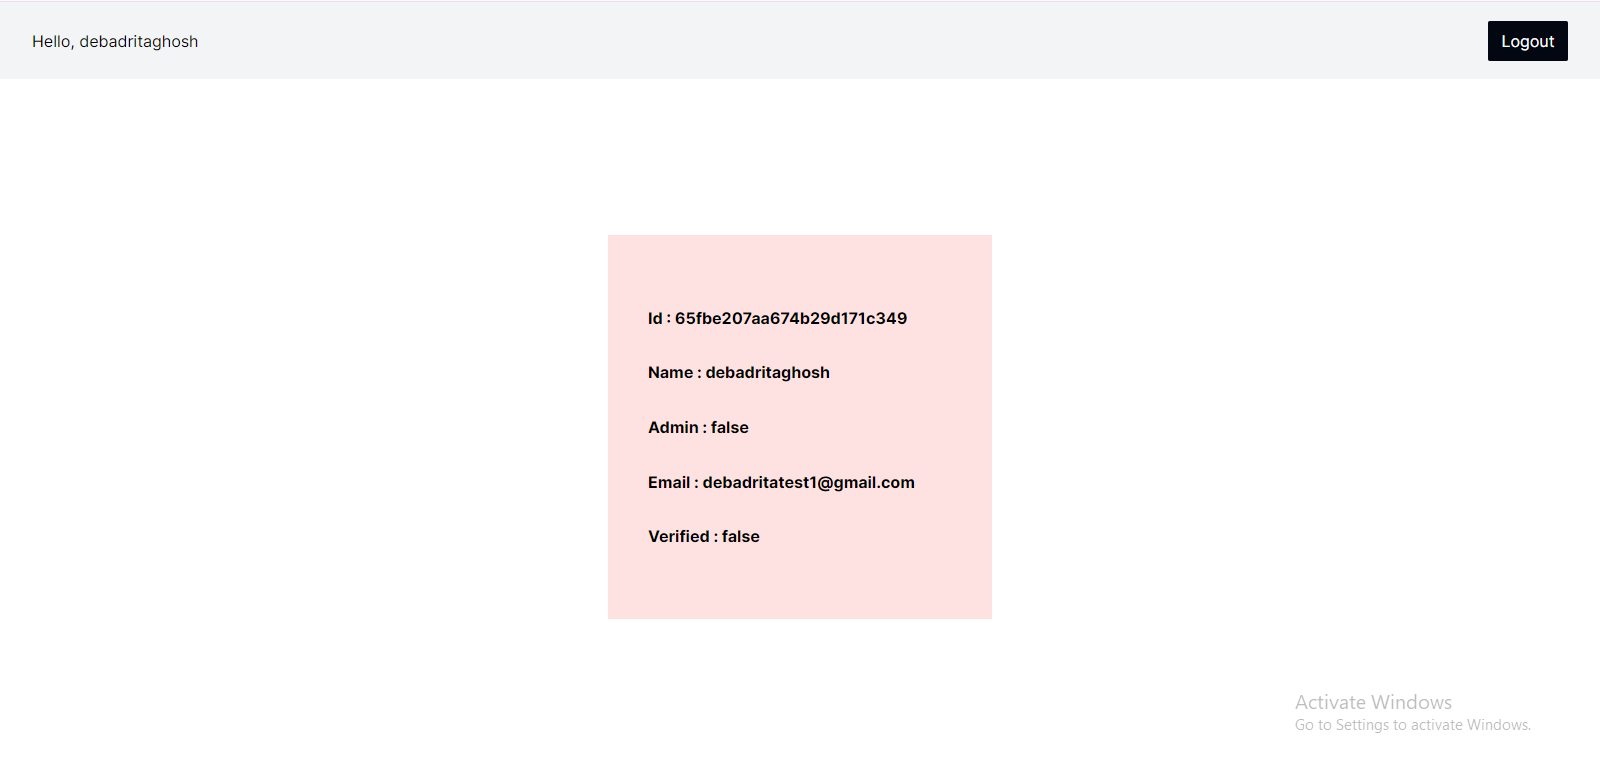 Hello, debadritaghosh
Logout
Id : 65fbe207aa674b29d171c349
Name : debadritaghosh
Admin : false
Email : debadritatest1@gmail.com
Verified : false
Activate Windows
Go to Settings to activate Windows.